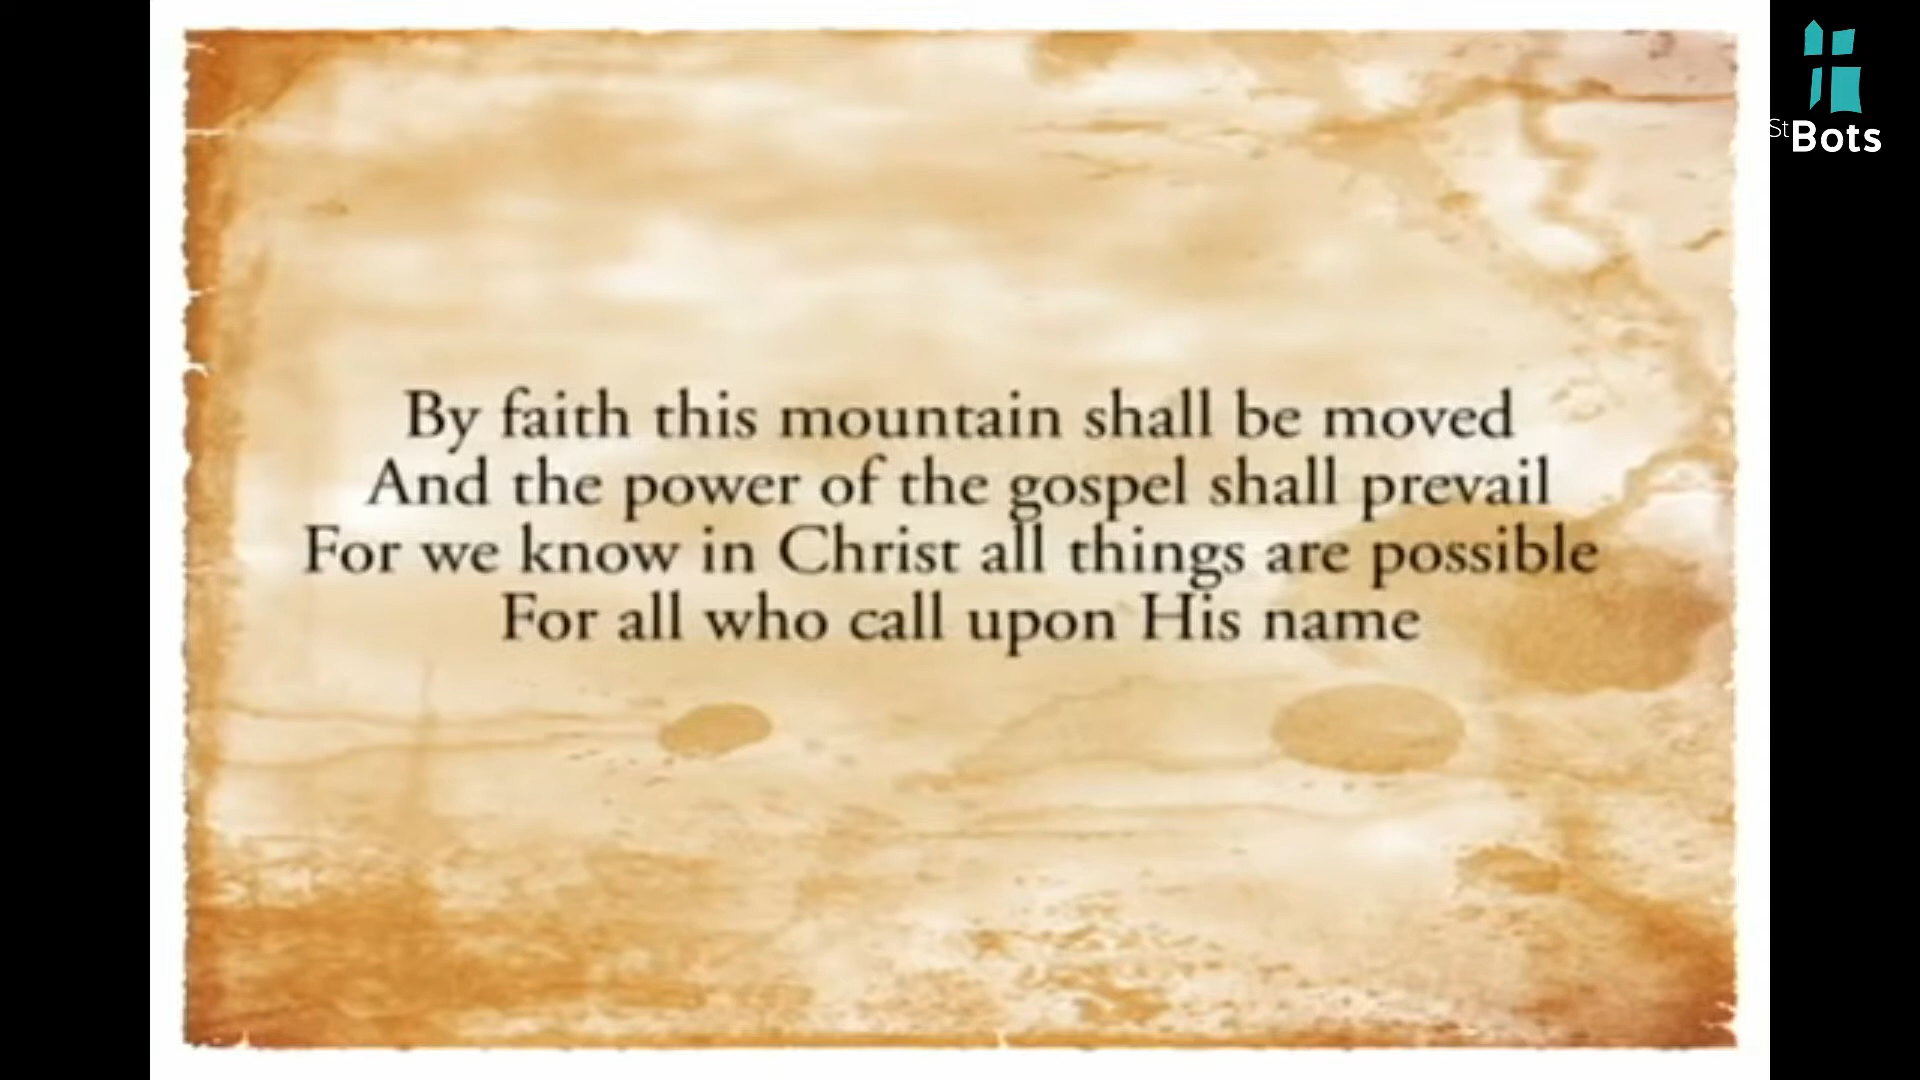 By faith this mountain shall be moved
And the power of the gospel shall prevail
For we know in Christ all things are possible
For all who call upon His name
St Bots